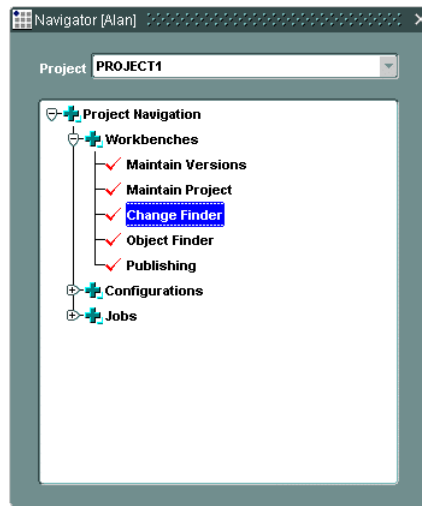 Navigator [Alan]
Project PROJECT1
Project Navigation
Workbenches
Maintain Versions
Maintain Project
Change Finder
Object Finder
Publishing
Configurations
Jobs